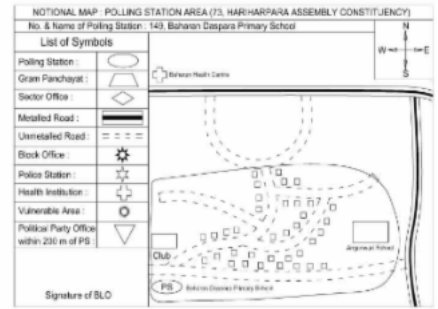 NOTIONAL MAP : POLLING STATION AREA (73, HARIHARPARA ASSEMBLY CONSTITUENCY)
No. & Name of Polling Station : 149, Baharan Daspara Primary School
List of Symbols
Polling Station :
Gram Panchayat :
Sector Office :
Metalled Road :
Unmetalled Road :
Block Office :
Police Station :
Health Institution :
Vulnerable Area :
Political Party Office
within 200 m of PS :
Signature of BLO
N
W
E
S
Baharan Health Centre
Club
PS
Baharan Daspara Primary School